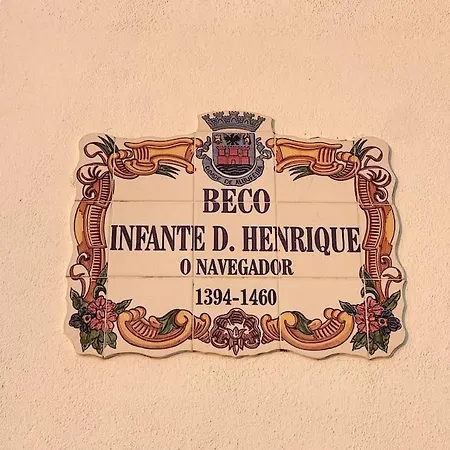 BECO
INFANTE D. HENRIQUE
O NAVEGADOR
1394-1460